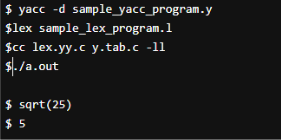 $ yacc -d sample_yacc_program.y
$lex sample_lex_program.l
$cc lex.yy.c y.tab.c -ll
$./a.out
$ sqrt(25)
$ 5